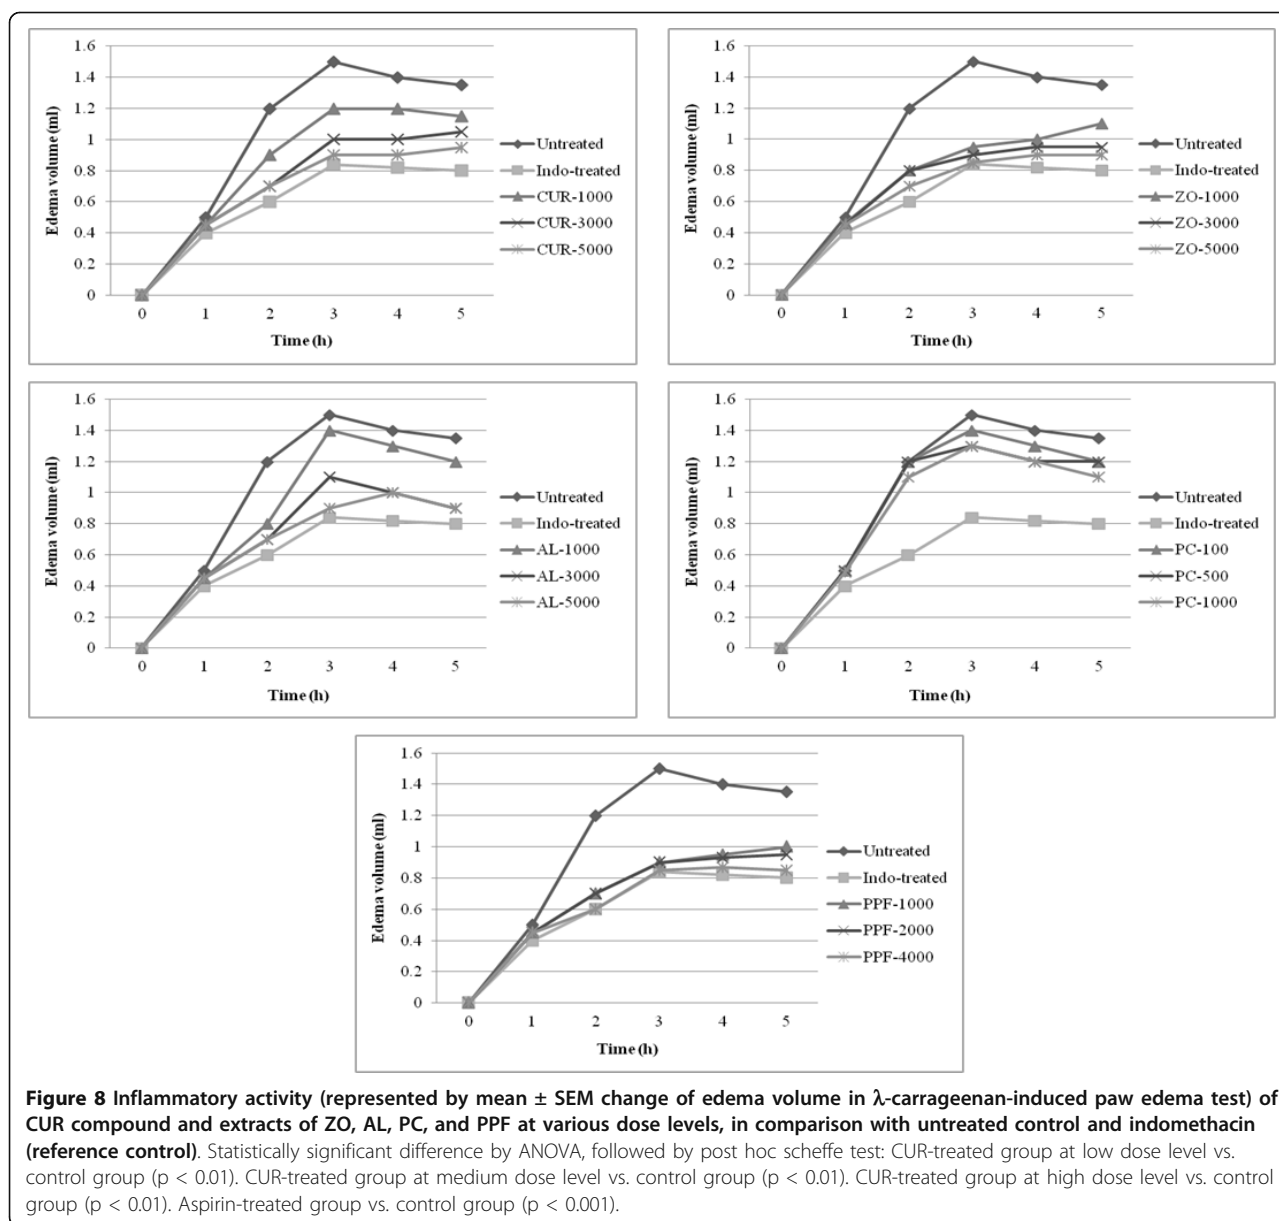 1.6
1.4
1.2
1
0.8
0.6
0.4
0.2
0
Edema volume (ml)
0 1 2 3 4 5
Time (h)
Untreated
Indo-treated
CUR-1000
CUR-3000
CUR-5000
1.6
1.4
1.2
1
0.8
0.6
0.4
0.2
0
Edema volume (ml)
0 1 2 3 4 5
Time (h)
Untreated
Indo-treated
ZO-1000
ZO-3000
ZO-5000
1.6
1.4
1.2
1
0.8
0.6
0.4
0.2
0
Edema volume (ml)
0 1 2 3 4 5
Time (h)
Untreated
Indo-treated
AL-1000
AL-3000
AL-5000
1.6
1.4
1.2
1
0.8
0.6
0.4
0.2
0
Edema volume (ml)
0 1 2 3 4 5
Time (h)
Untreated
Indo-treated
PC-100
PC-500
PC-1000
1.6
1.4
1.2
1
0.8
0.6
0.4
0.2
0
Edema volume (ml)
0 1 2 3 4 5
Time (h)
Untreated
Indo-treated
PPF-1000
PPF-2000
PPF-4000
Figure 8 Inflammatory activity (represented by mean ± SEM change of edema volume in λ-carrageenan-induced paw edema test) of
CUR compound and extracts of ZO, AL, PC, and PPF at various dose levels, in comparison with untreated control and indomethacin
(reference control). Statistically significant difference by ANOVA, followed by post hoc scheffe test: CUR-treated group at low dose level vs.
control group (p < 0.01). CUR-treated group at medium dose level vs. control group (p < 0.01). CUR-treated group at high dose level vs. control
group (p < 0.01). Aspirin-treated group vs. control group (p < 0.001).